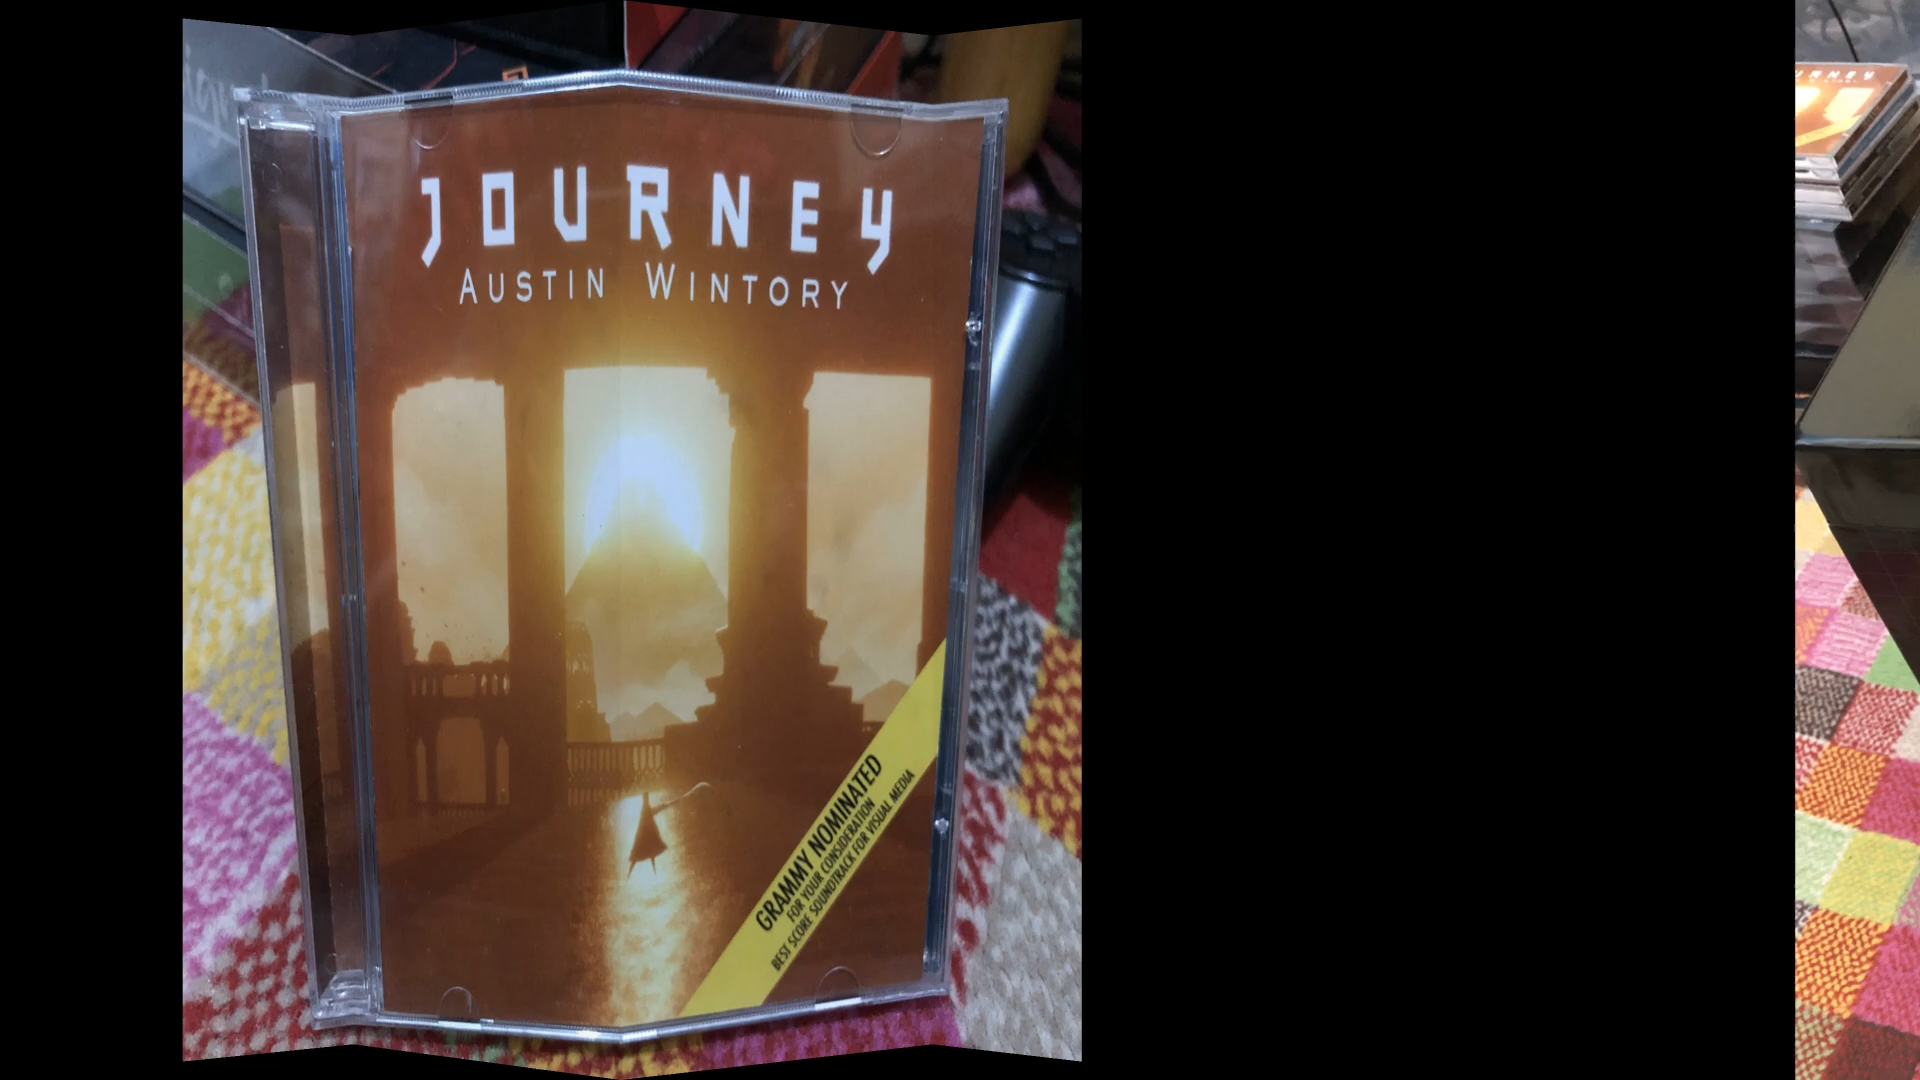 JOURNEY
AUSTIN WINTORY
GRAMMY NOMINATED
FOR YOUR CONSIDERATION
BEST SCORE SOUNDTRACK FOR VISUAL MEDIA